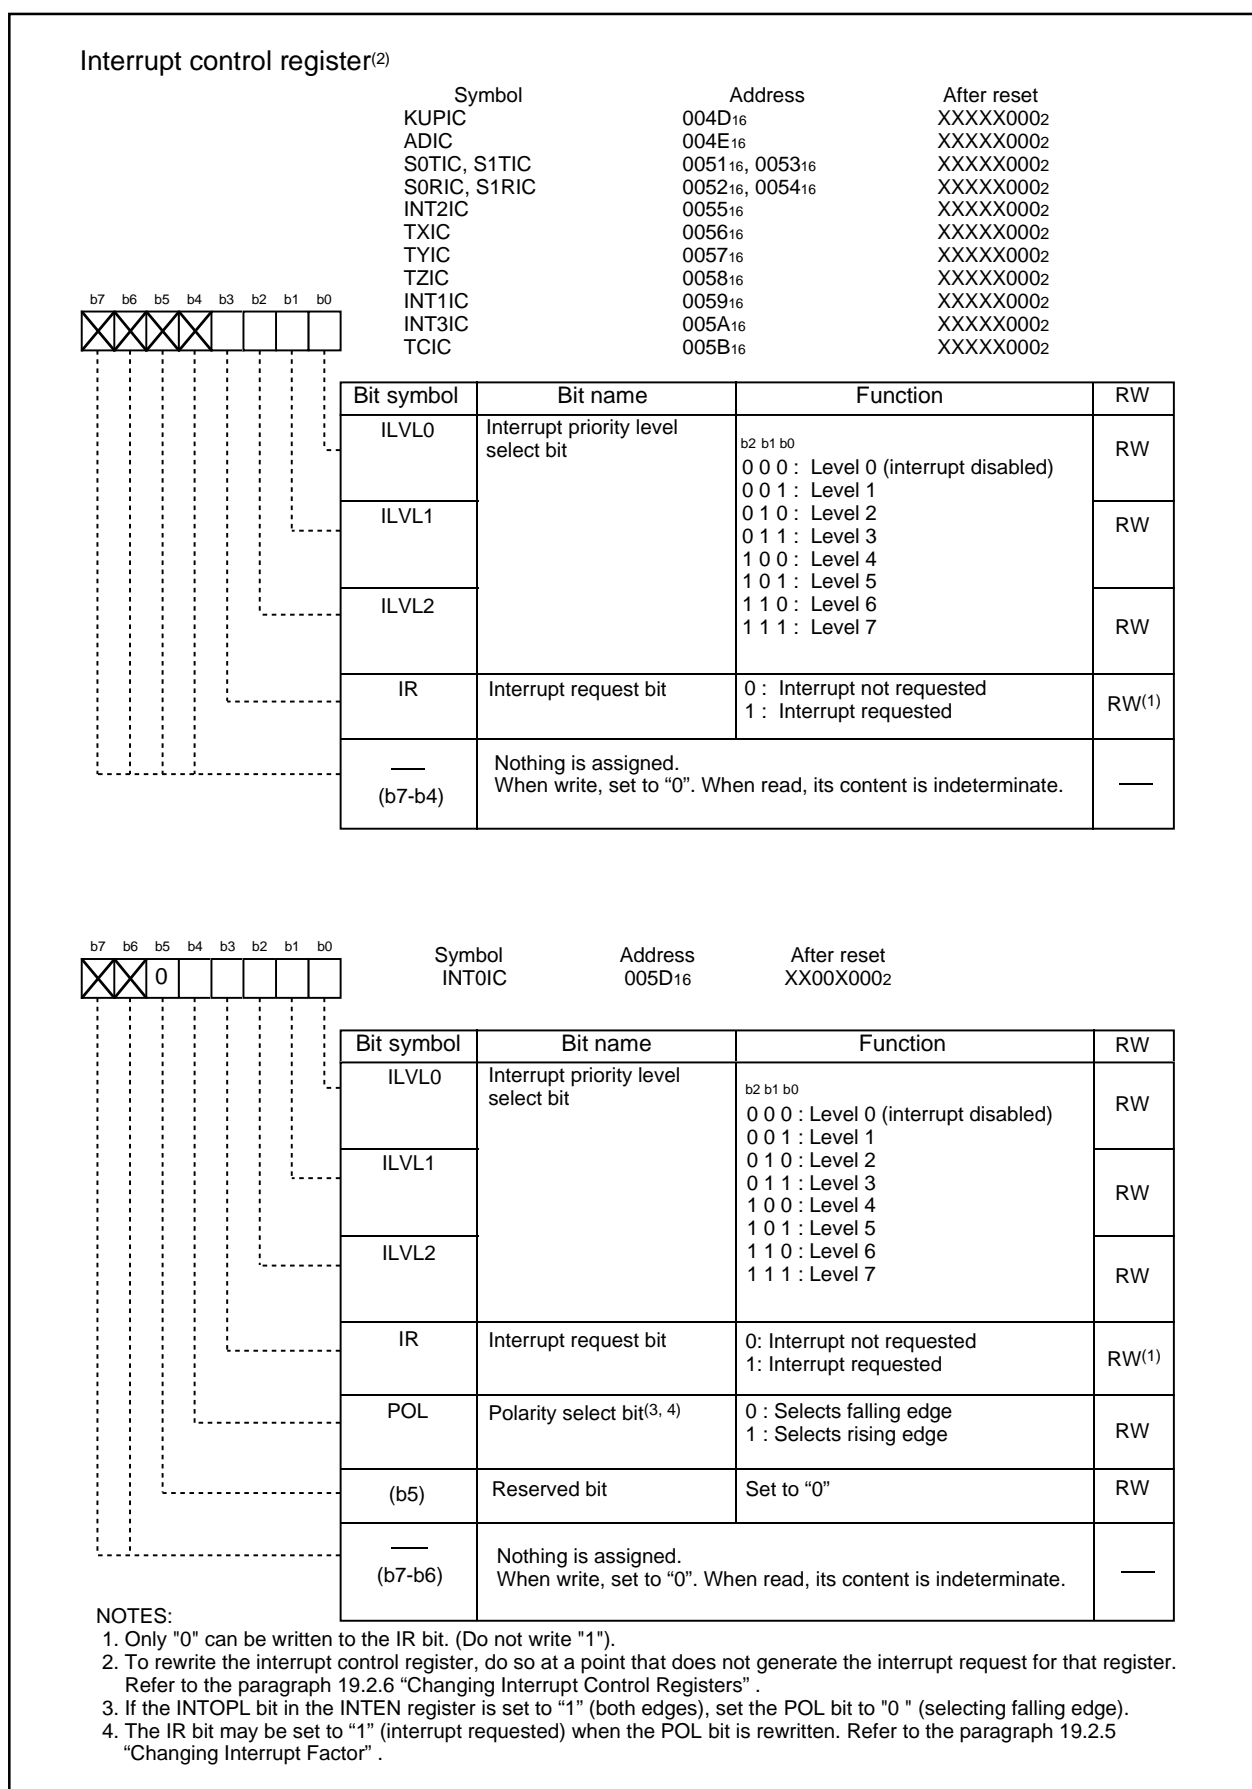 Interrupt control register(2)
Symbol Address After reset
KUPIC 004D16 XXXXX0002
ADIC 004E16 XXXXX0002
S0TIC, S1TIC 005116, 005316 XXXXX0002
S0RIC, S1RIC 005216, 005416 XXXXX0002
INT2IC 005516 XXXXX0002
TXIC 005616 XXXXX0002
TYIC 005716 XXXXX0002
TZIC 005816 XXXXX0002
INT1IC 005916 XXXXX0002
INT3IC 005A16 XXXXX0002
TCIC 005B16 XXXXX0002
b7 b6 b5 b4 b3 b2 b1 b0
Bit symbol Bit name Function RW
ILVL0 Interrupt priority level
select bit RW
b2 b1 b0
0 0 0 : Level 0 (interrupt disabled)
0 0 1 : Level 1
ILVL1 0 1 0 : Level 2 RW
0 1 1 : Level 3
1 0 0 : Level 4
1 0 1 : Level 5
ILVL2 1 1 0 : Level 6
1 1 1 : Level 7 RW
IR Interrupt request bit 0 : Interrupt not requested
1 : Interrupt requested RW(1)
Nothing is assigned.
(b7-b4) When write, set to “0”. When read, its content is indeterminate.
b7 b6 b5 b4 b3 b2 b1 b0
0
Symbol Address After reset
INT0IC 005D16 XX00X0002
Bit symbol Bit name Function RW
ILVL0 Interrupt priority level
select bit RW
b2 b1 b0
0 0 0 : Level 0 (interrupt disabled)
0 0 1 : Level 1
ILVL1 0 1 0 : Level 2
0 1 1 : Level 3 RW
1 0 0 : Level 4
1 0 1 : Level 5
ILVL2 1 1 0 : Level 6
1 1 1 : Level 7 RW
IR Interrupt request bit 0: Interrupt not requested
1: Interrupt requested RW(1)
POL Polarity select bit(3, 4) 0 : Selects falling edge
1 : Selects rising edge RW
(b5) Reserved bit Set to “0” RW
Nothing is assigned.
(b7-b6) When write, set to “0”. When read, its content is indeterminate.
NOTES:
1. Only "0" can be written to the IR bit. (Do not write "1").
2. To rewrite the interrupt control register, do so at a point that does not generate the interrupt request for that register.
Refer to the paragraph 19.2.6 “Changing Interrupt Control Registers” .
3. If the INTOPL bit in the INTEN register is set to “1” (both edges), set the POL bit to "0 " (selecting falling edge).
4. The IR bit may be set to “1” (interrupt requested) when the POL bit is rewritten. Refer to the paragraph 19.2.5
“Changing Interrupt Factor” .